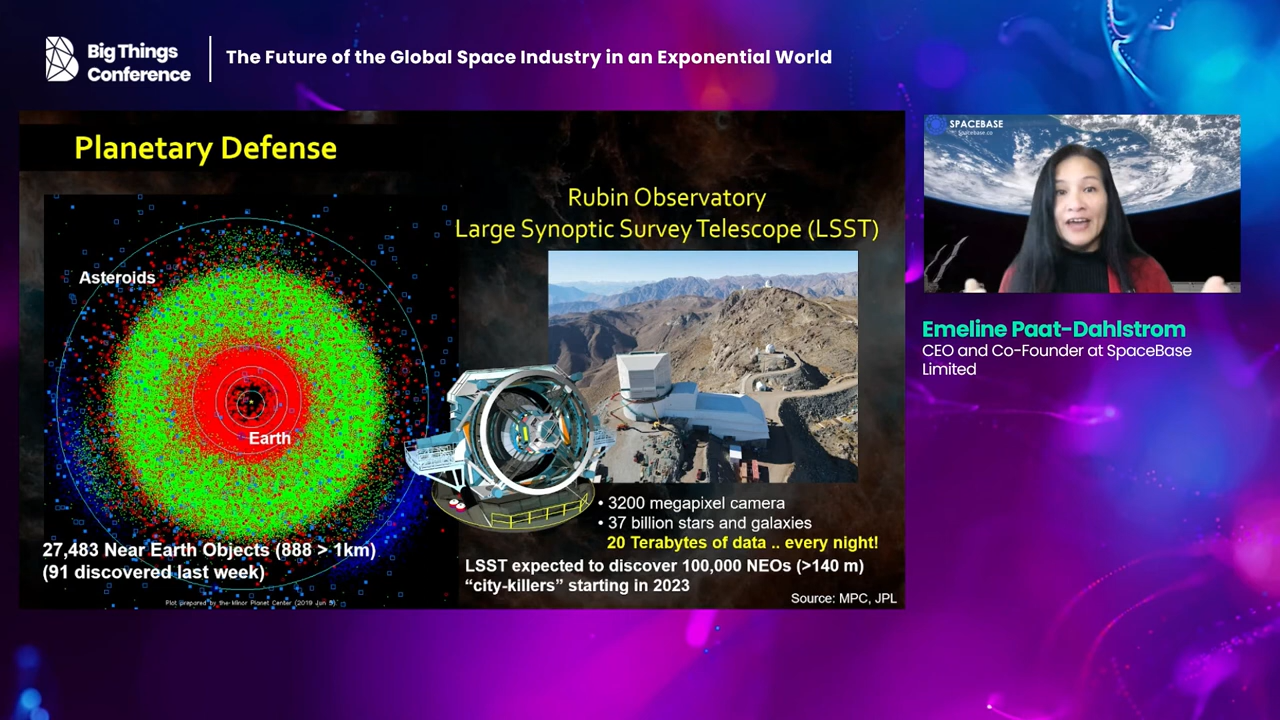 Big Things
Conference
The Future of the Global Space Industry in an Exponential World
Planetary Defense
Asteroids
Earth
27,483 Near Earth Objects (888 > 1km)
(91 discovered last week)
Plot prepared by the Minor Planet Center (2019 Jun 5).
Rubin Observatory
Large Synoptic Survey Telescope (LSST)
• 3200 megapixel camera
• 37 billion stars and galaxies
20 Terabytes of data .. every night!
LSST expected to discover 100,000 NEOs (>140 m)
“city-killers” starting in 2023
Source: MPC, JPL
SPACEBASE
Spacebase.co
Emeline Paat-Dahlstrom
CEO and Co-Founder at SpaceBase
Limited